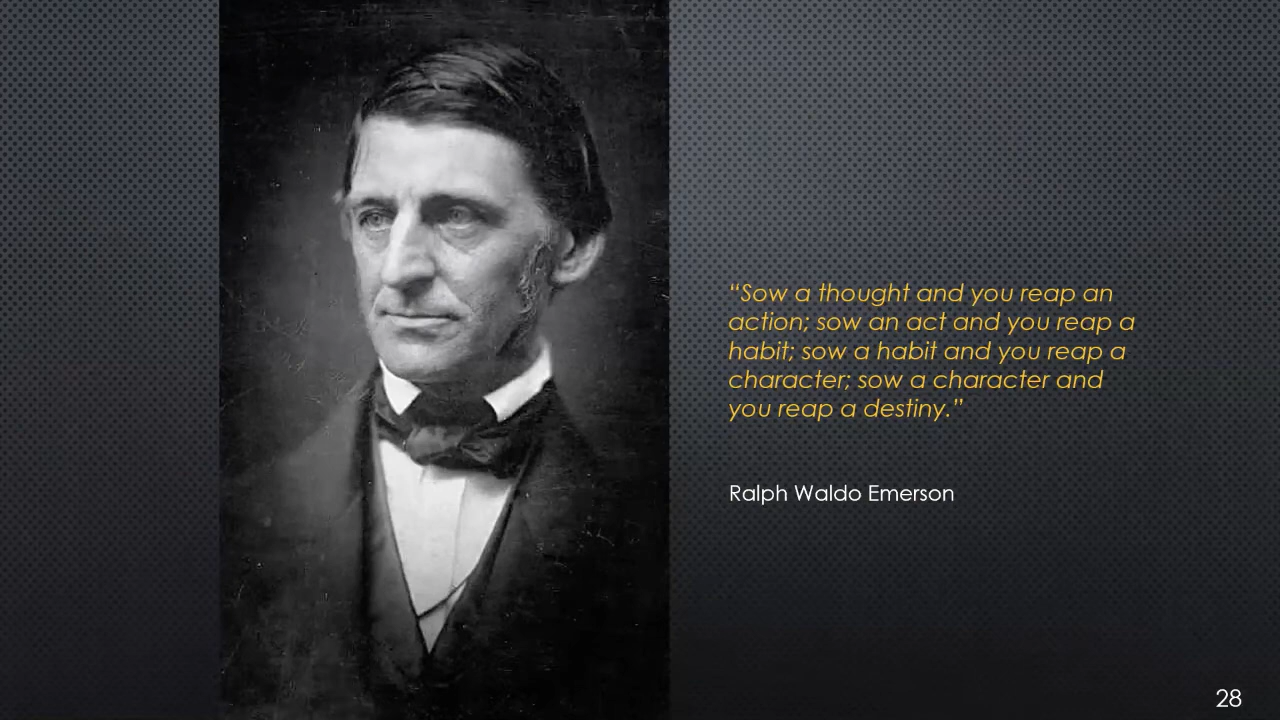 “Sow a thought and you reap an
action; sow an act and you reap a
habit; sow a habit and you reap a
character; sow a character and
you reap a destiny.”
Ralph Waldo Emerson
28